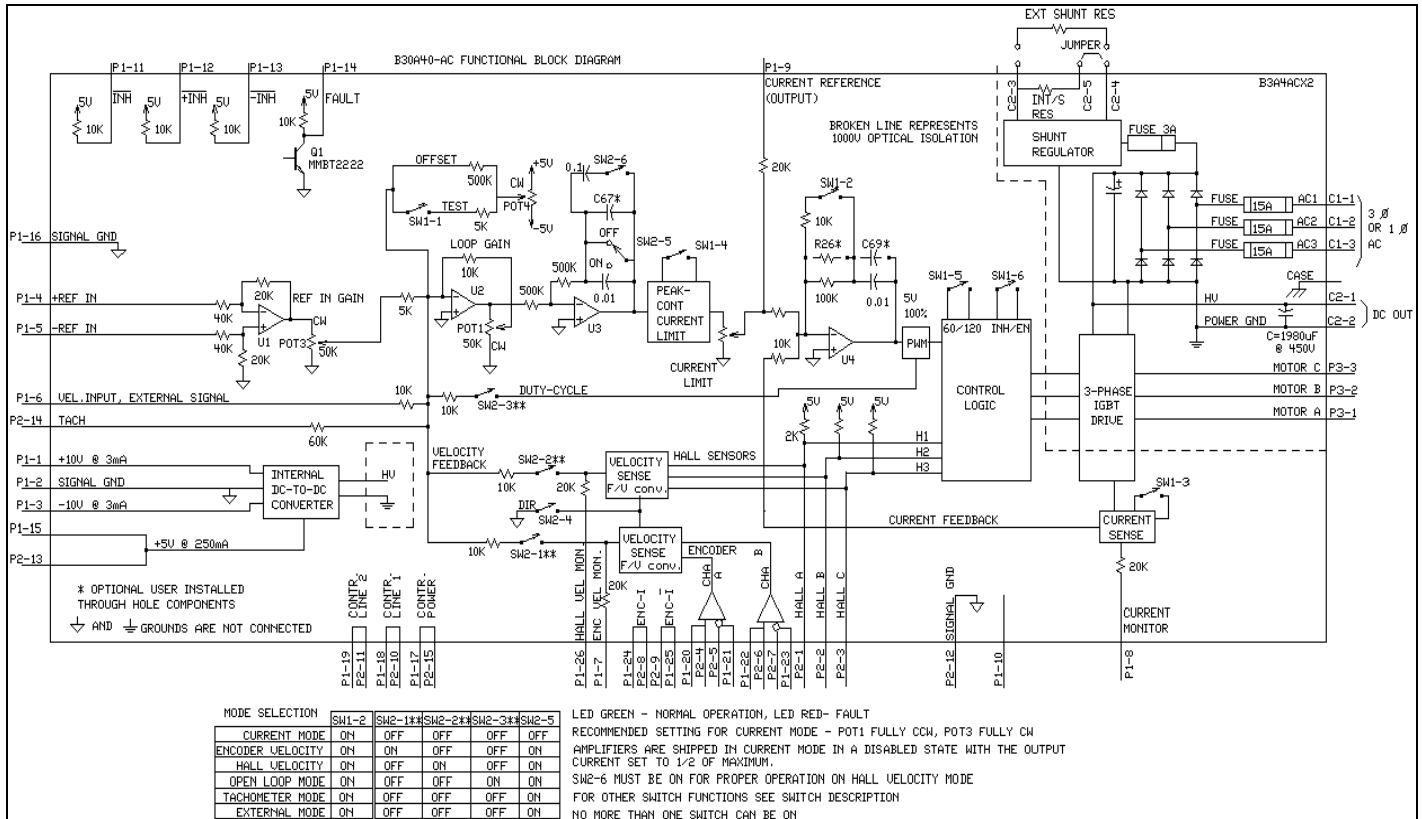 EXT SHUNT RES
JUMPER
B30A40-AC FUNCTIONAL BLOCK DIAGRAM
P1-11
P1-12
P1-13
P1-14
P1-9
INH
+INH
-INH
FAULT
5V
5V
5V
5V
10K
10K
10K
10K
Q1
MMBT2222
CURRENT REFERENCE
(OUTPUT)
20K
BROKEN LINE REPRESENTS
1000V OPTICAL ISOLATION
C2-3
C2-5
C2-4
INT/S
RES
SHUNT
REGULATOR
FUSE 3A
B3A4ACX2
FUSE 15A AC1 C1-1
FUSE 15A AC2 C1-2
FUSE 15A AC3 C1-3
3 Ø
OR 1 Ø
AC
CASE
HV C2-1
POWER GND C2-2
DC OUT
C=1980uF
@ 450V
MOTOR C P3-3
MOTOR B P3-2
MOTOR A P3-1
OFFSET
500K
SW1-1
TEST
5K
CW
POT4
+5V
-5V
0.1
SW2-6
C67*
OFF
SW2-5
ON
0.01
500K
500K
U3
SW1-4
PEAK-
CONT
CURRENT
LIMIT
CURRENT
LIMIT
LOOP GAIN
10K
U2
POT1
50K
CW
SW1-2
10K
R26*
C69*
100K
0.01
10K
U4
5V
100%
PWM
SW1-5
SW1-6
60/120
INH/EN
CONTROL
LOGIC
3-PHASE
IGBT
DRIVE
P1-16 SIGNAL GND
P1-4 +REF IN
P1-5 -REF IN
40K
40K
20K
20K
U1
REF IN GAIN
CW
POT3
50K
5K
P1-6 VEL.INPUT, EXTERNAL SIGNAL
10K
10K
SW2-3**
DUTY-CYCLE
P2-14 TACH
60K
P1-1 +10V @ 3mA
P1-2 SIGNAL GND
P1-3 -10V @ 3mA
P1-15
P2-13
+5V @ 250mA
INTERNAL
DC-TO-DC
CONVERTER
HV
VELOCITY
FEEDBACK
SW2-2**
10K
20K
DIR
SW2-4
10K
SW2-1**
VELOCITY
SENSE
F/V conv.
VELOCITY
SENSE
F/V conv.
HALL SENSORS
ENCODER
5V
5V
5V
2K
H1
H2
H3
CURRENT FEEDBACK
SW1-3
CURRENT
SENSE
20K
CURRENT
MONITOR
* OPTIONAL USER INSTALLED
THROUGH HOLE COMPONENTS
AND GROUNDS ARE NOT CONNECTED
CONTR-
LINE 2
CONTR-
LINE 1
CONTR-
POWER
HALL VEL MON.
ENC VEL MON.
20K
ENC-I
ENC-I
CHA A
CHA B
HALL A
HALL B
HALL C
SIGNAL GND
P1-19
P2-11
P1-18
P2-10
P1-17
P2-15
P1-26
P1-7
P1-24
P2-8
P2-9
P1-25
P1-20
P2-4
P2-5
P1-21
P1-22
P2-6
P2-7
P1-23
P2-1
P2-2
P2-3
P2-12
P1-10
P1-8
MODE SELECTION SW1-2 SW2-1** SW2-2** SW2-3** SW2-5
CURRENT MODE ON OFF OFF OFF OFF
ENCODER VELOCITY ON ON OFF OFF ON
HALL VELOCITY ON OFF ON OFF ON
OPEN LOOP MODE ON OFF OFF ON ON
TACHOMETER MODE ON OFF OFF OFF ON
EXTERNAL MODE ON OFF OFF OFF ON
LED GREEN - NORMAL OPERATION, LED RED- FAULT
RECOMMENDED SETTING FOR CURRENT MODE - POT1 FULLY CCW, POT3 FULLY CW
AMPLIFIERS ARE SHIPPED IN CURRENT MODE IN A DISABLED STATE WITH THE OUTPUT
CURRENT SET TO 1/2 OF MAXIMUM.
SW2-6 MUST BE ON FOR PROPER OPERATION ON HALL VELOCITY MODE
FOR OTHER SWITCH FUNCTIONS SEE SWITCH DESCRIPTION
NO MORE THAN ONE SWITCH CAN BE ON